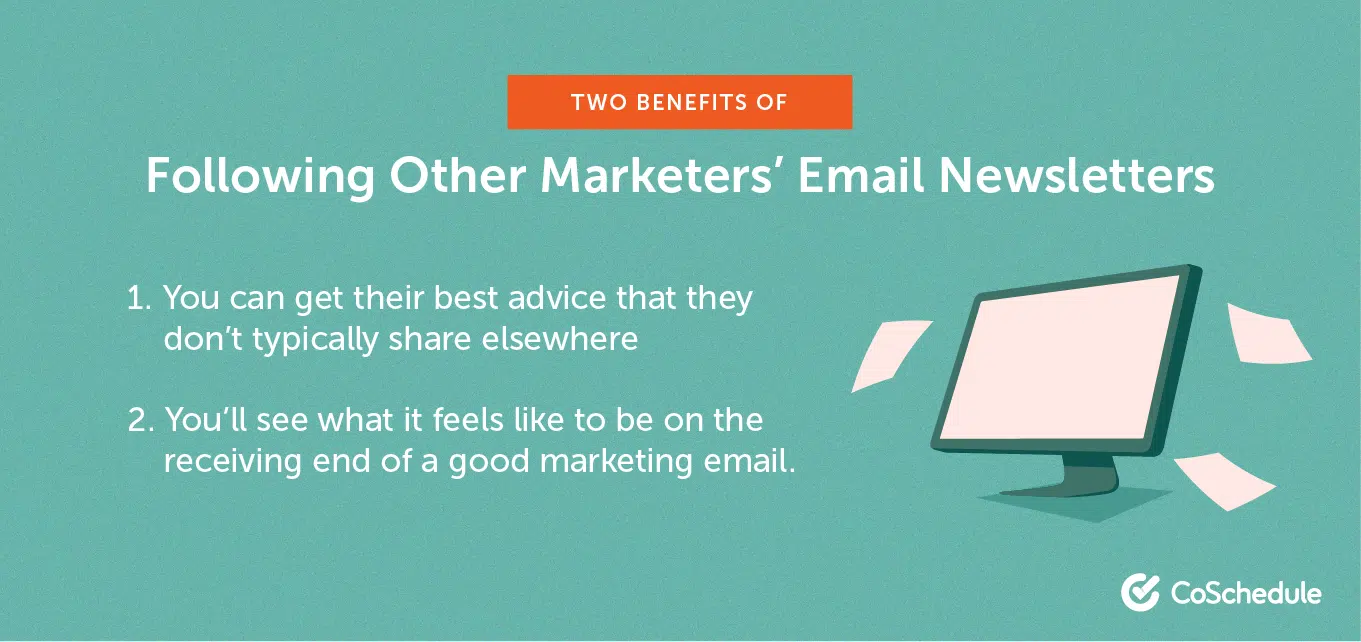 TWO BENEFITS OF
Following Other Marketers’ Email Newsletters
1. You can get their best advice that they
don’t typically share elsewhere
2. You’ll see what it feels like to be on the
receiving end of a good marketing email.
CoSchedule